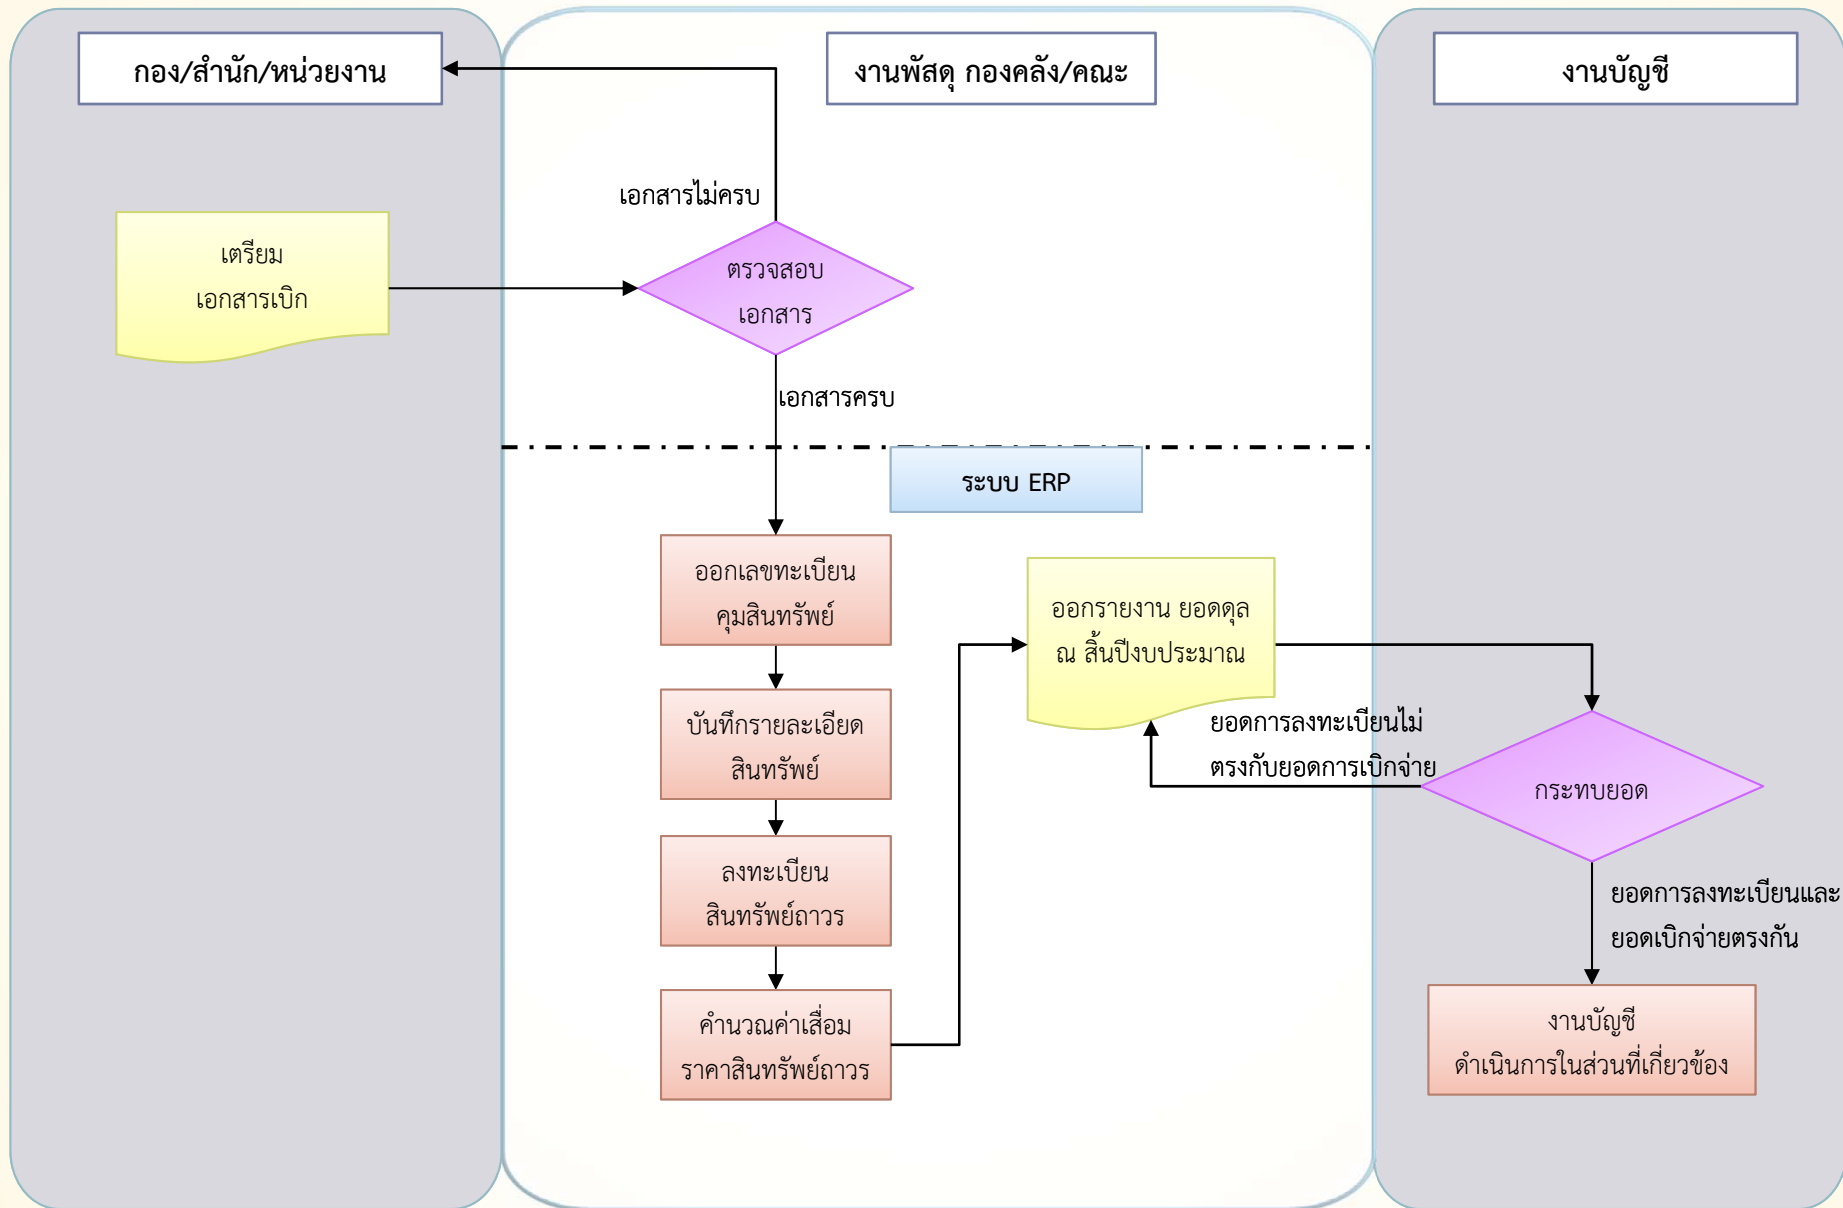 กอง/สำนัก/หน่วยงาน
งานพัสดุ กองคลัง/คณะ
งานบัญชี
เอกสารไม่ครบ
เตรียม
เอกสารเบิก
ตรวจสอบ
เอกสาร
เอกสารครบ
ระบบ ERP
ออกเลขทะเบียน
คุมสินทรัพย์
บันทึกรายละเอียด
สินทรัพย์
ลงทะเบียน
สินทรัพย์ถาวร
คำนวณค่าเสื่อม
ราคาสินทรัพย์ถาวร
ออกรายงาน ยอดดุล
ณ สิ้นปีงบประมาณ
ยอดการลงทะเบียนไม่
ตรงกับยอดการเบิกจ่าย
กระทบยอด
ยอดการลงทะเบียนและ
ยอดเบิกจ่ายตรงกัน
งานบัญชี
ดำเนินการในส่วนที่เกี่ยวข้อง